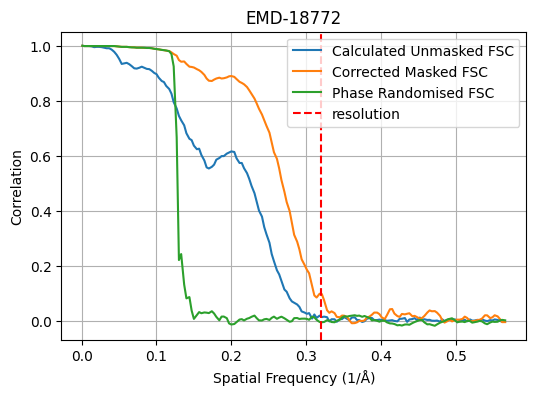 EMD-18772
1.0
0.8
0.6
0.4
0.2
0.0
Correlation
Calculated Unmasked FSC
Corrected Masked FSC
Phase Randomised FSC
resolution
0.0 0.1 0.2 0.3 0.4 0.5
Spatial Frequency (1/Å)